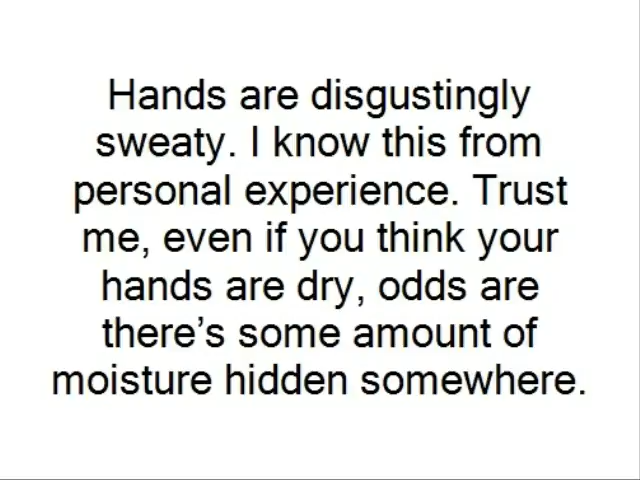 Hands are disgustingly
sweaty. I know this from
personal experience. Trust
me, even if you think your
hands are dry, odds are
there’s some amount of
moisture hidden somewhere.